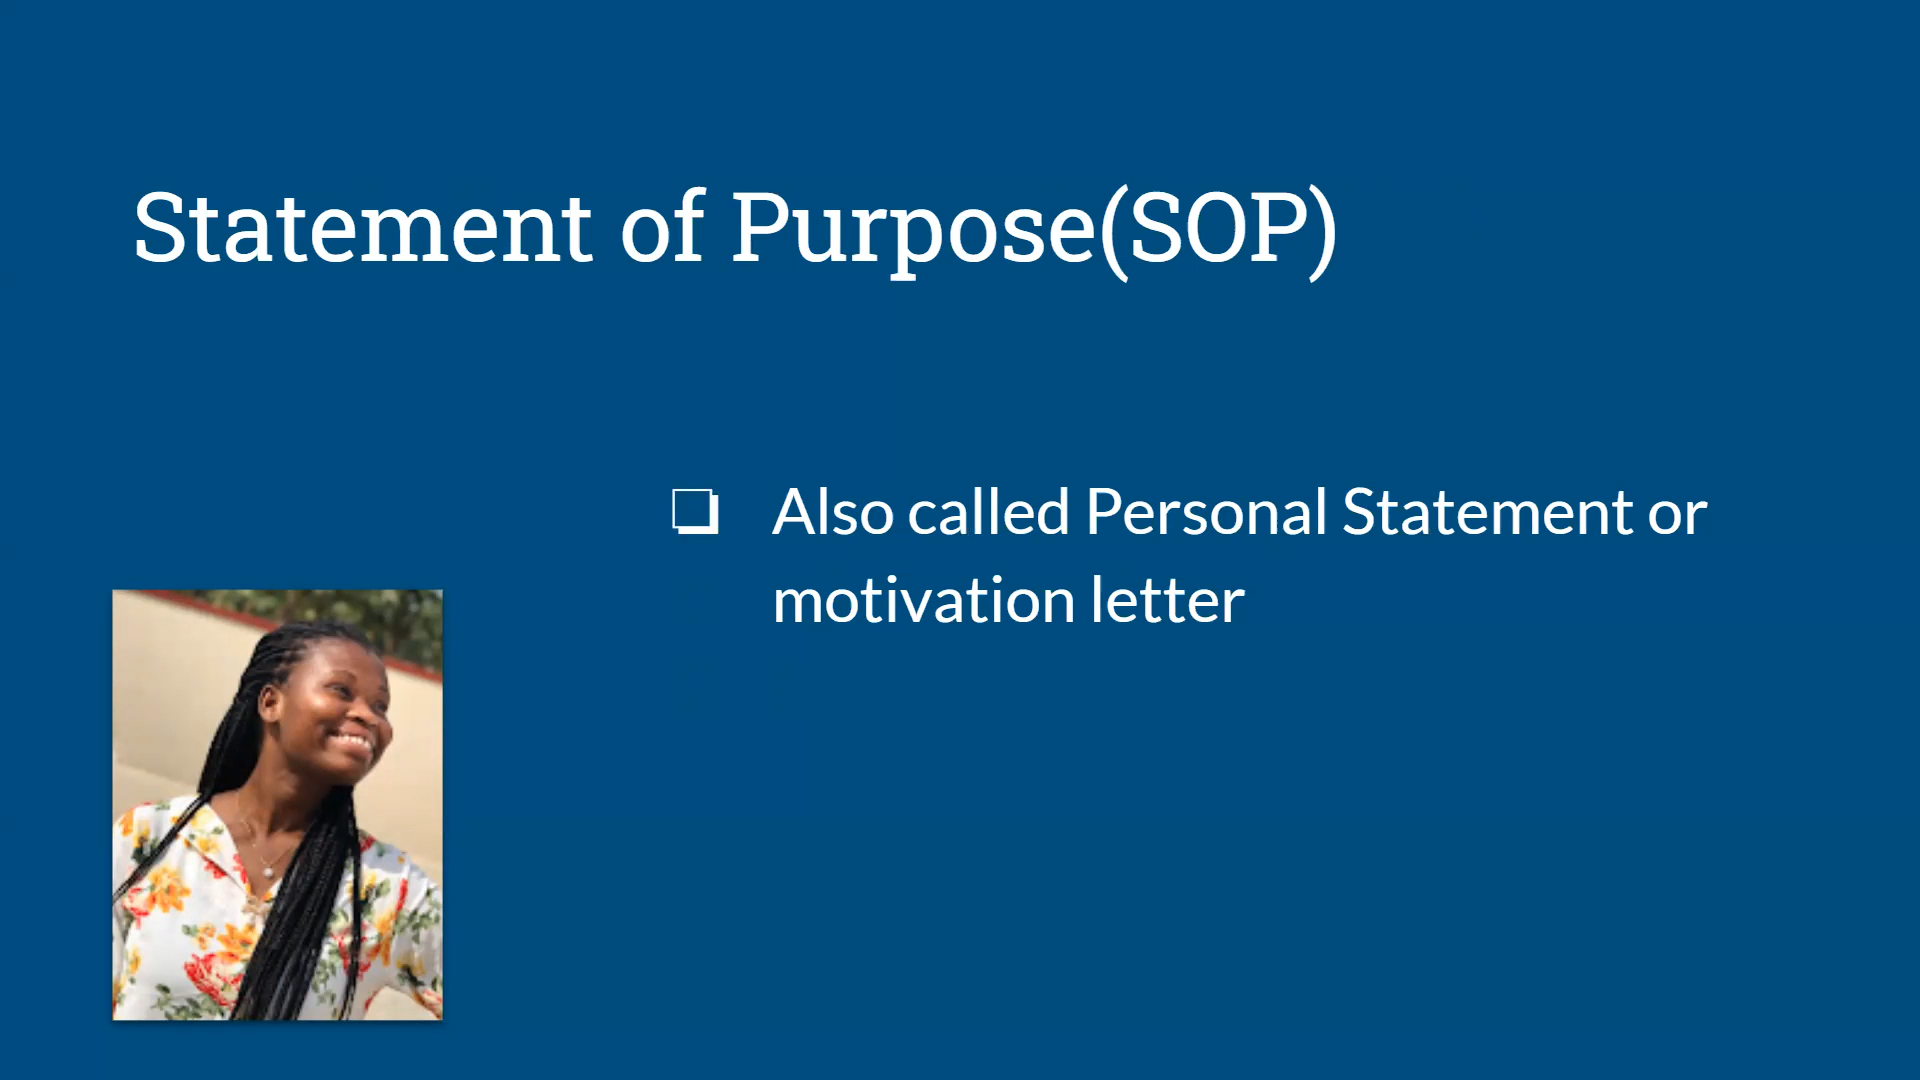 Statement of Purpose(SOP)
❏ Also called Personal Statement or
motivation letter